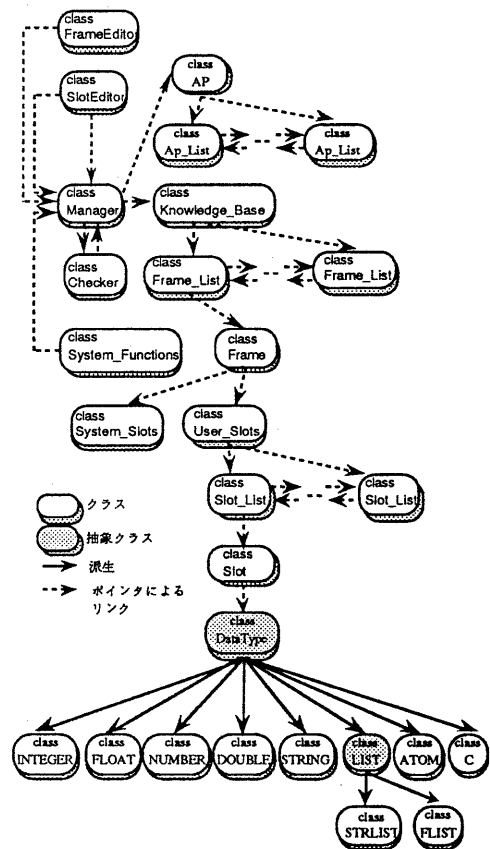 class
FrameEditor
class
SlotEditor
class
AP
class
Ap_List
class
Ap_List
class
Manager
class
Knowledge_Base
class
Checker
class
Frame_List
class
Frame_List
class
System_Functions
class
Frame
class
System_Slots
class
User_Slots
class
Slot_List
class
Slot_List
クラス
抽象クラス
派生
ポインタによる
リンク
class
Slot
class
DataType
class
INTEGER
class
FLOAT
class
NUMBER
class
DOUBLE
class
STRING
class
LIST
class
ATOM
class
C
class
STRLIST
class
FLIST